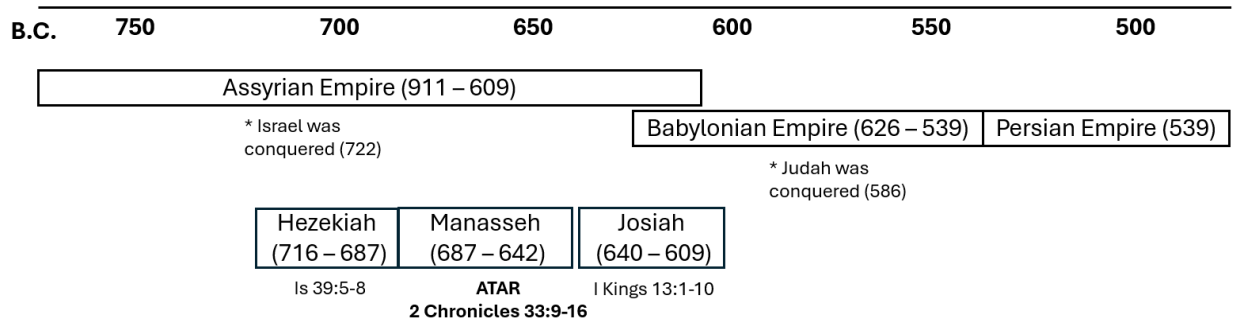 B.C. 750 700 650 600 550 500
Assyrian Empire (911 – 609)
Babylonian Empire (626 – 539) Persian Empire (539)
* Israel was
conquered (722)
* Judah was
conquered (586)
Hezekiah
(716 – 687)
Manasseh
(687 – 642)
Josiah
(640 – 609)
Is 39:5-8
ATAR
2 Chronicles 33:9-16
I Kings 13:1-10